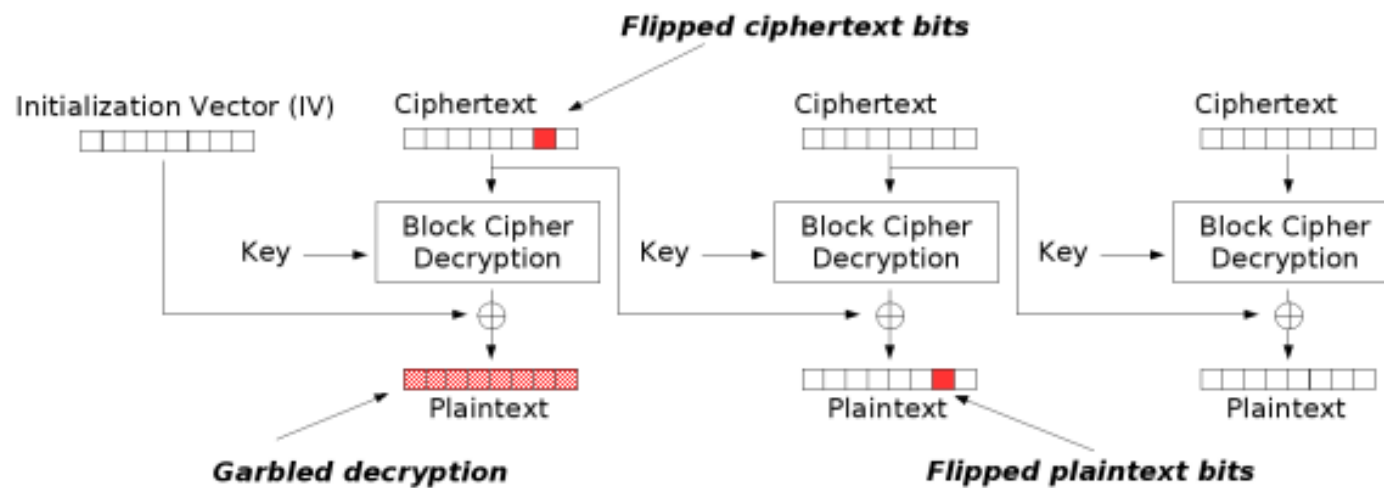 Flipped ciphertext bits
Initialization Vector (IV)
Ciphertext
Ciphertext
Ciphertext
Key
Block Cipher
Decryption
Key
Block Cipher
Decryption
Key
Block Cipher
Decryption
Plaintext
Plaintext
Plaintext
Garbled decryption
Flipped plaintext bits